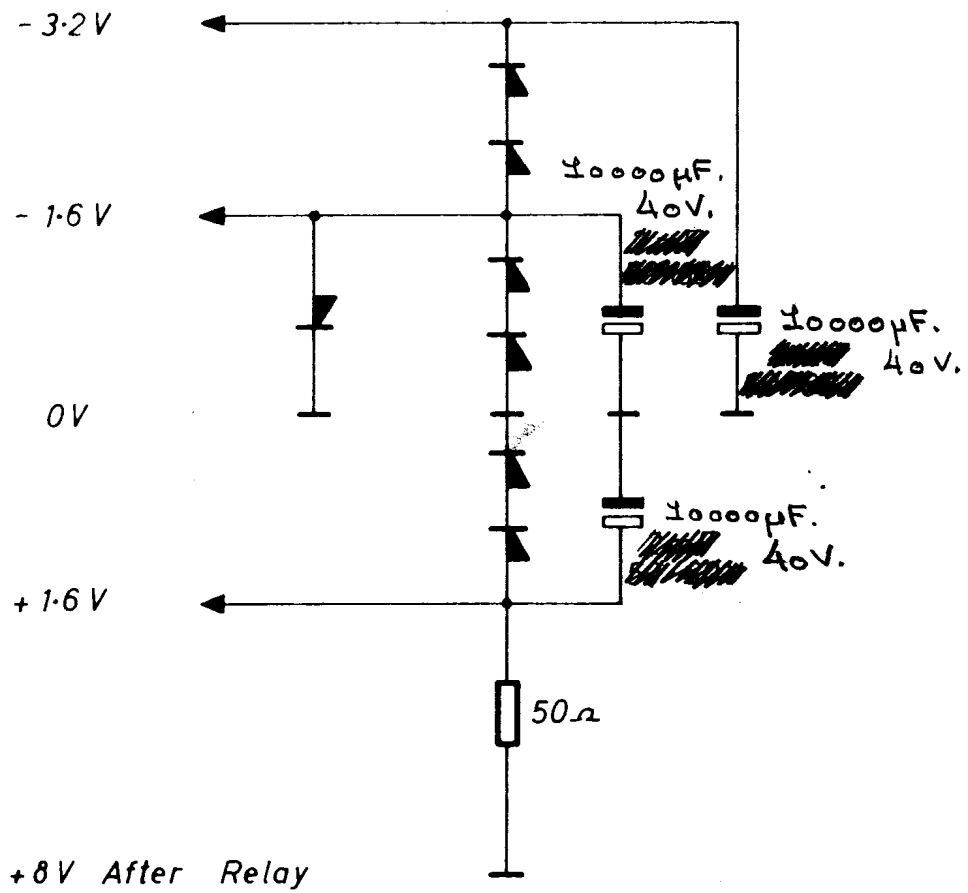 - 3·2 V
10000µF.
40V.
- 1·6 V
10000µF.
40V.
0V
10000µF.
40V.
+ 1·6 V
50Ω
+8V After Relay